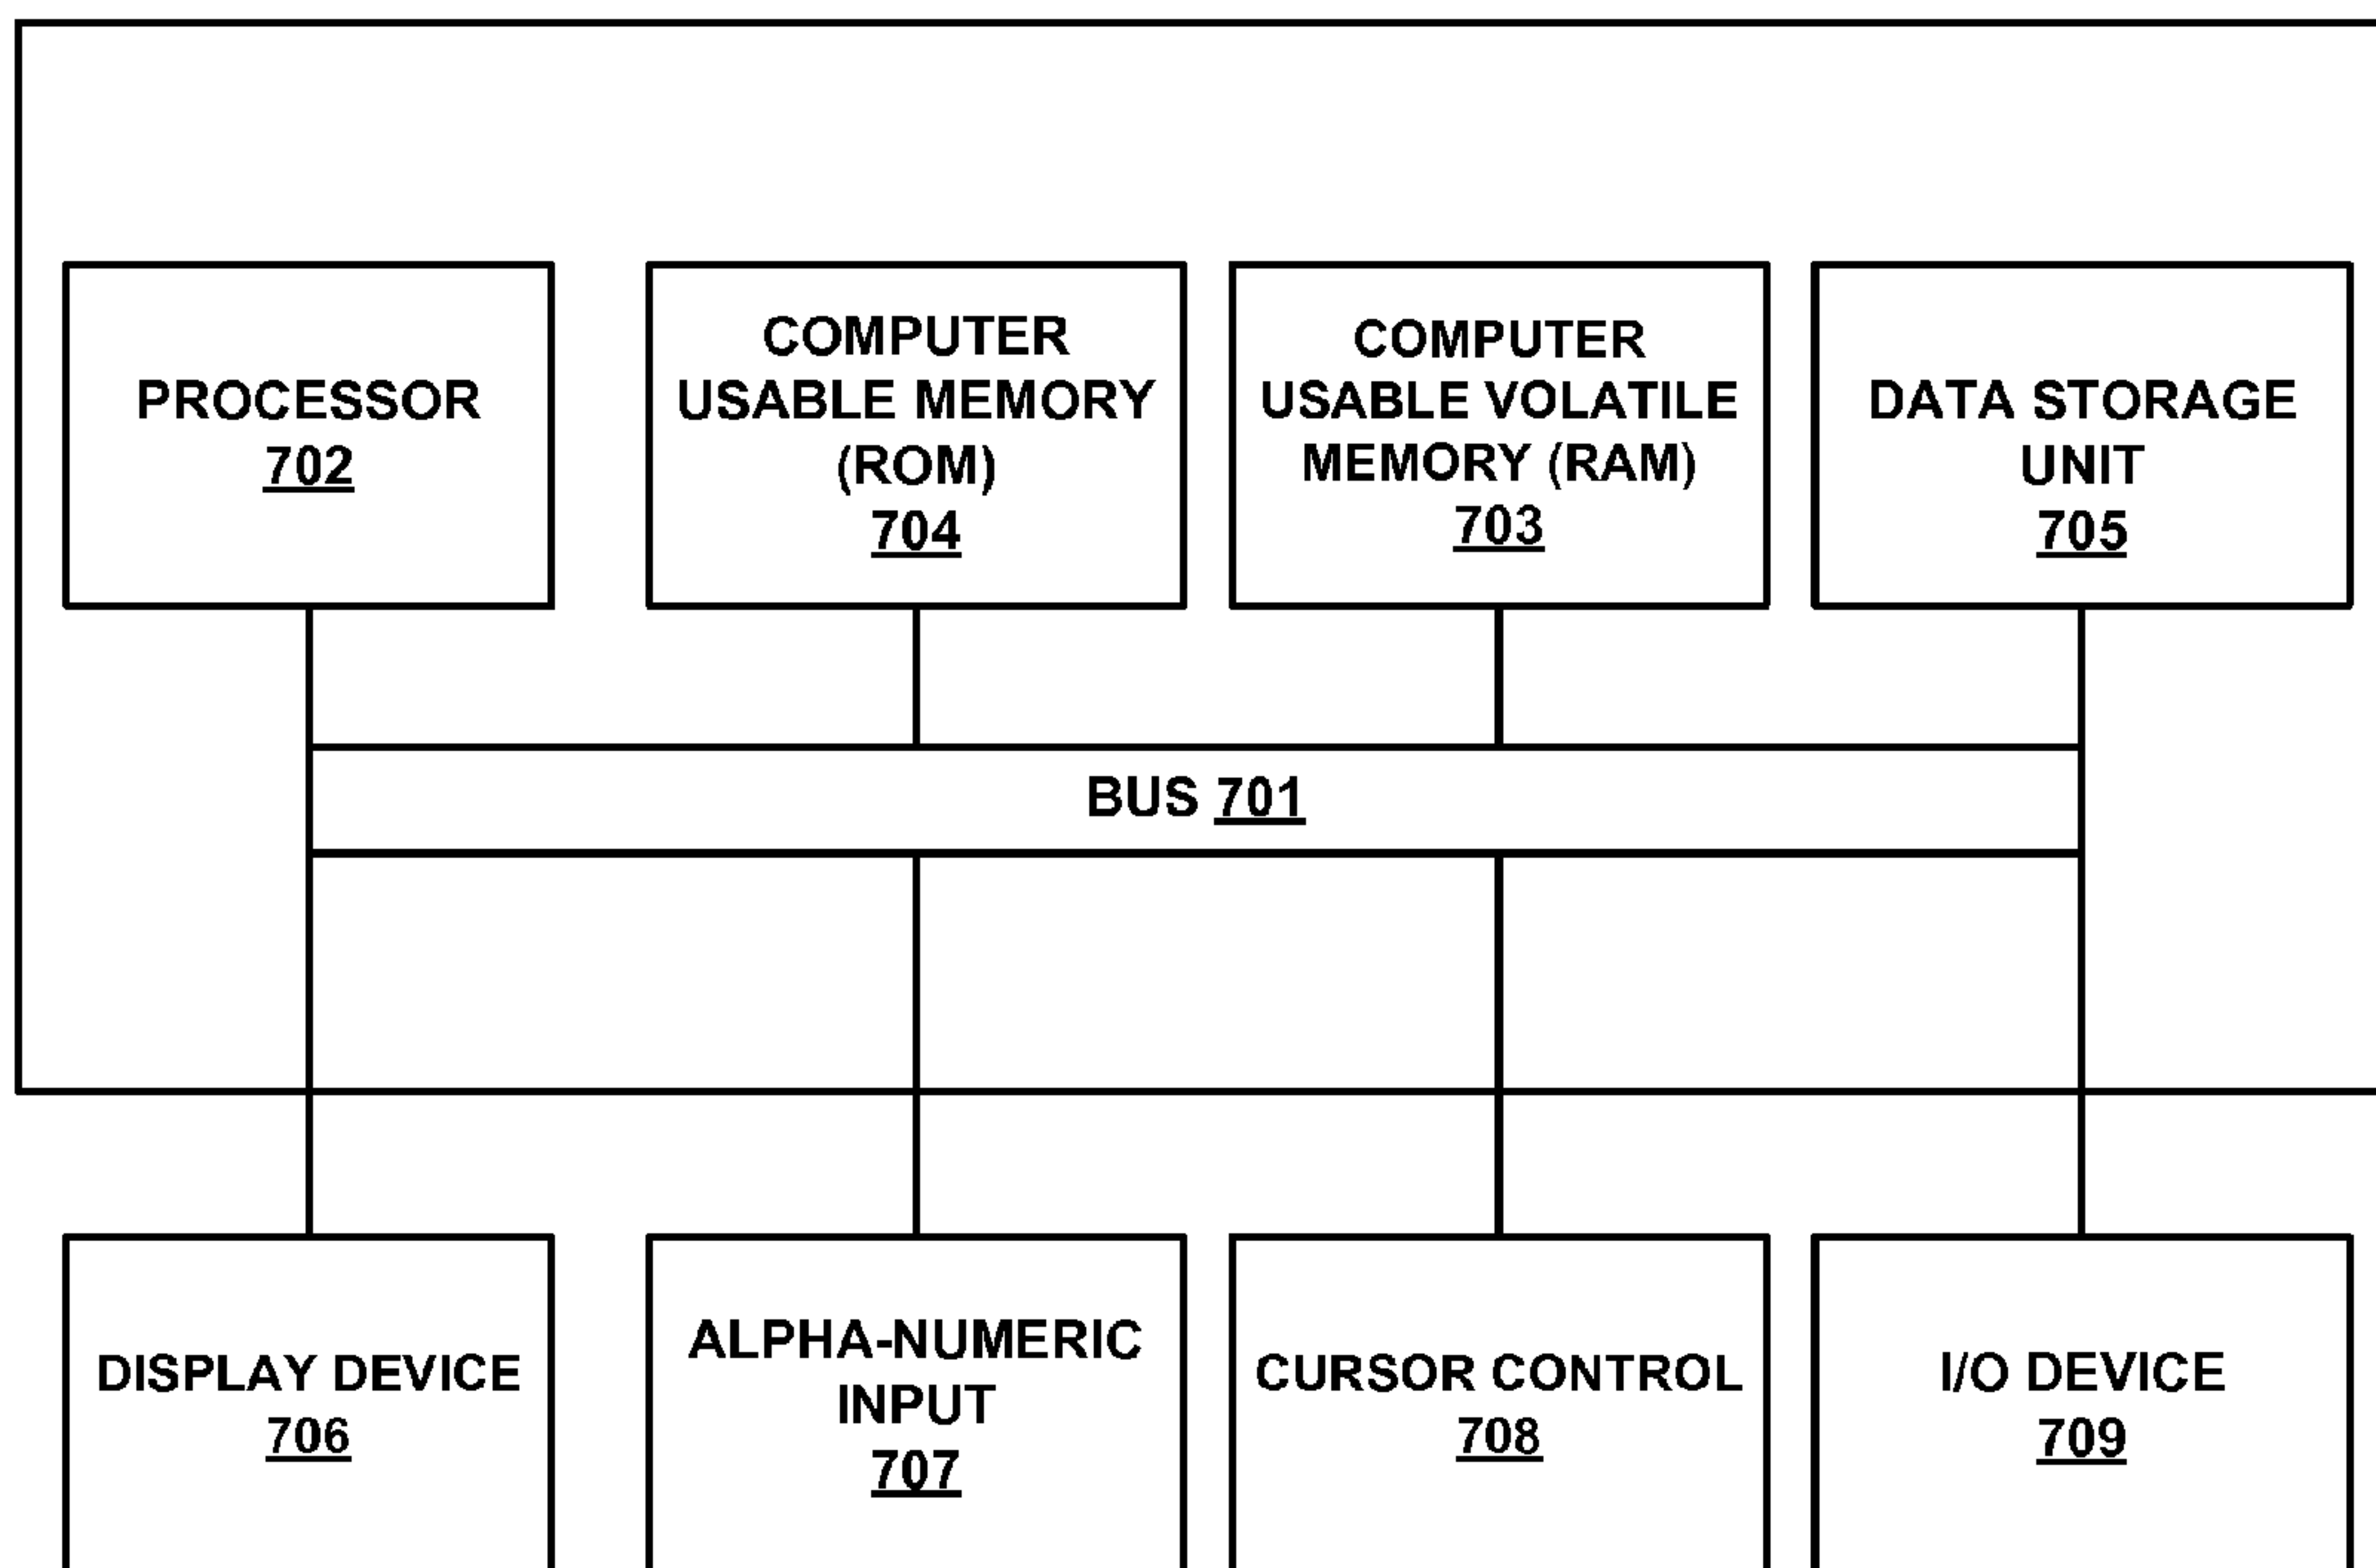 PROCESSOR
702
COMPUTER
USABLE MEMORY
(ROM)
704
COMPUTER
USABLE VOLATILE
MEMORY (RAM)
703
DATA STORAGE
UNIT
705
BUS 701
DISPLAY DEVICE
706
ALPHA-NUMERIC
INPUT
707
CURSOR CONTROL
708
I/O DEVICE
709